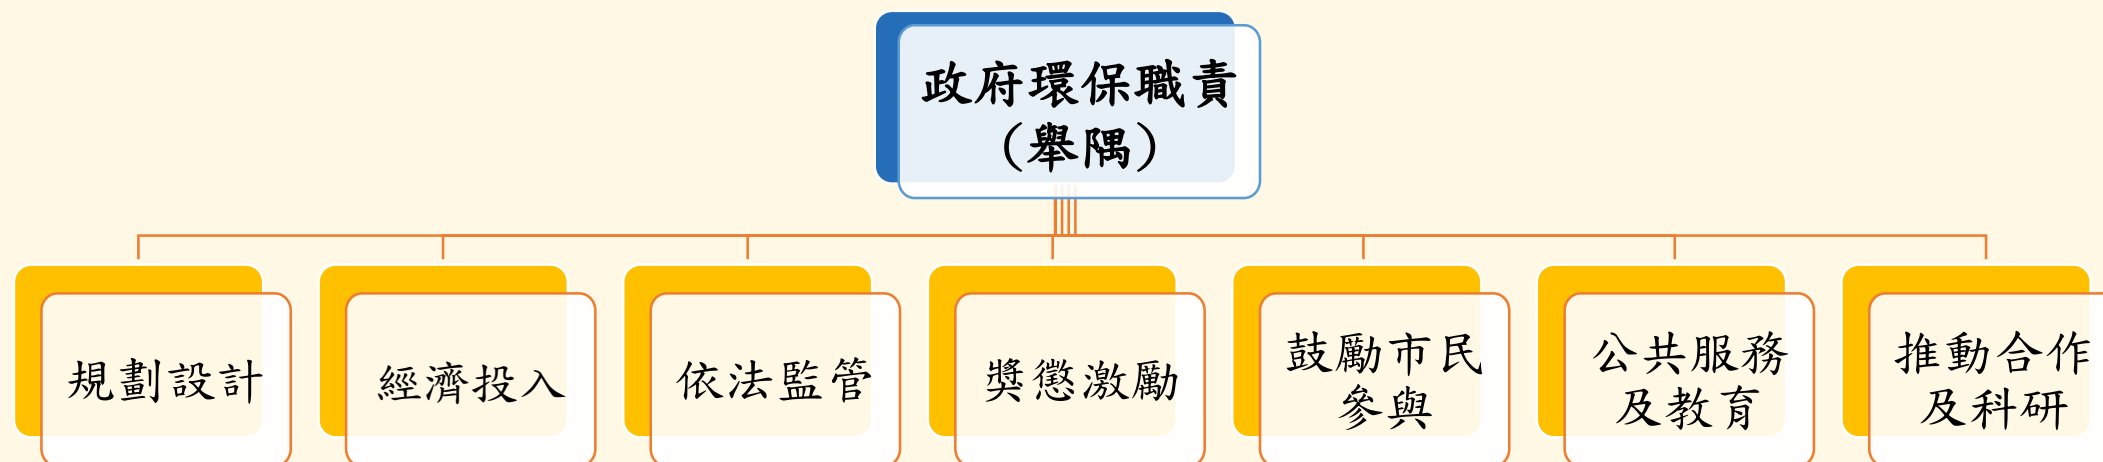 政府環保職責
(舉隅)
規劃設計
經濟投入
依法監管
獎懲激勵
鼓勵市民
參與
公共服務
及教育
推動合作
及科研